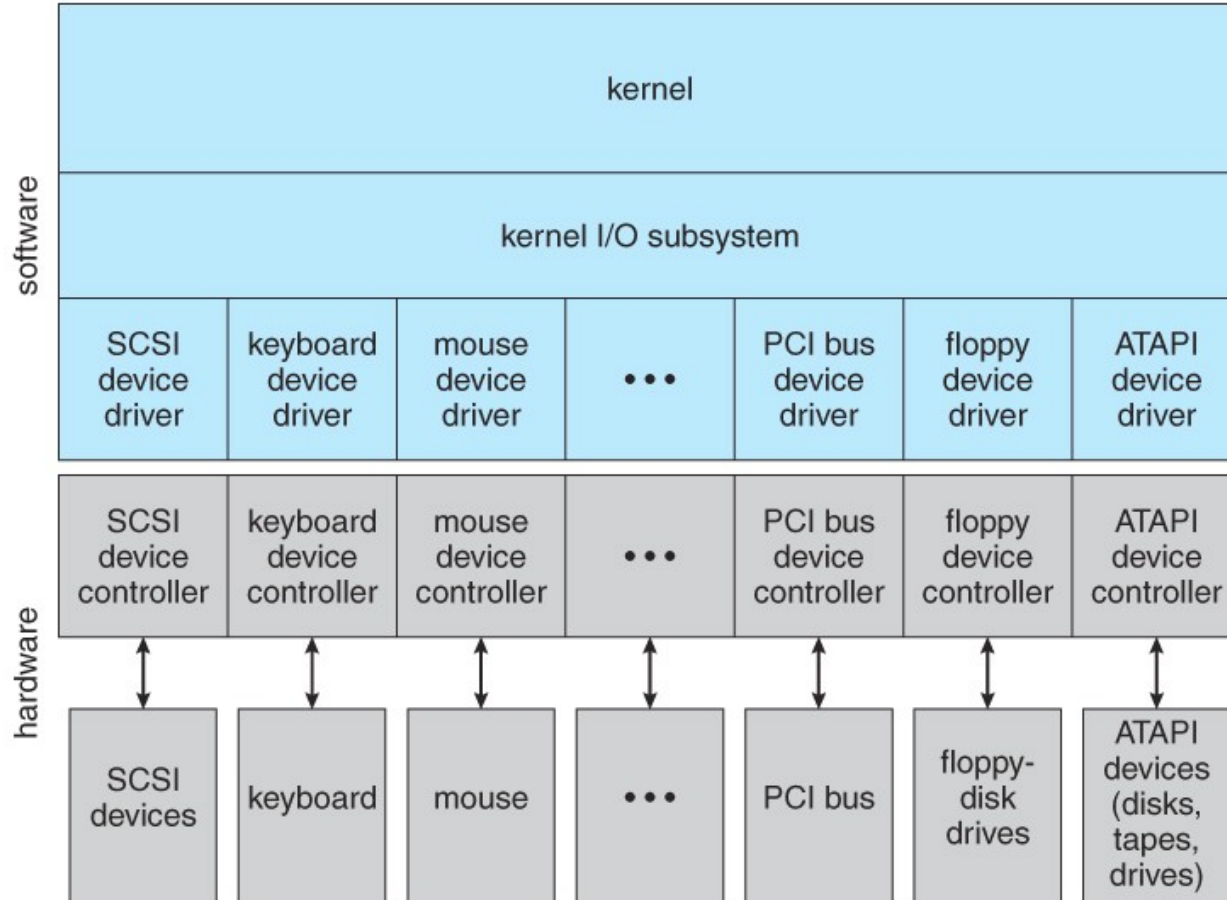 software
kernel
kernel I/O subsystem
SCSI
device
driver
keyboard
device
driver
mouse
device
driver
•••
PCI bus
device
driver
floppy
device
driver
ATAPI
device
driver
hardware
SCSI
device
controller
keyboard
device
controller
mouse
device
controller
•••
PCI bus
device
controller
floppy
device
controller
ATAPI
device
controller
SCSI
devices
keyboard
mouse
•••
PCI bus
floppy-
disk
drives
ATAPI
devices
(disks,
tapes,
drives)